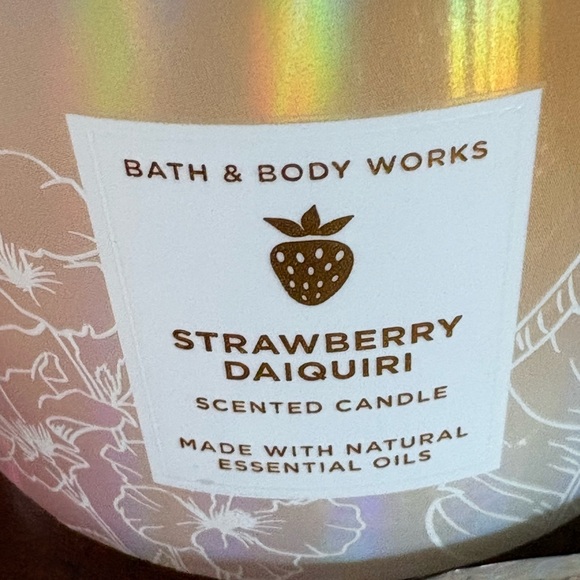 BATH & BODY WORKS
STRAWBERRY
DAIQUIRI
SCENTED CANDLE
MADE WITH NATURAL
ESSENTIAL OILS